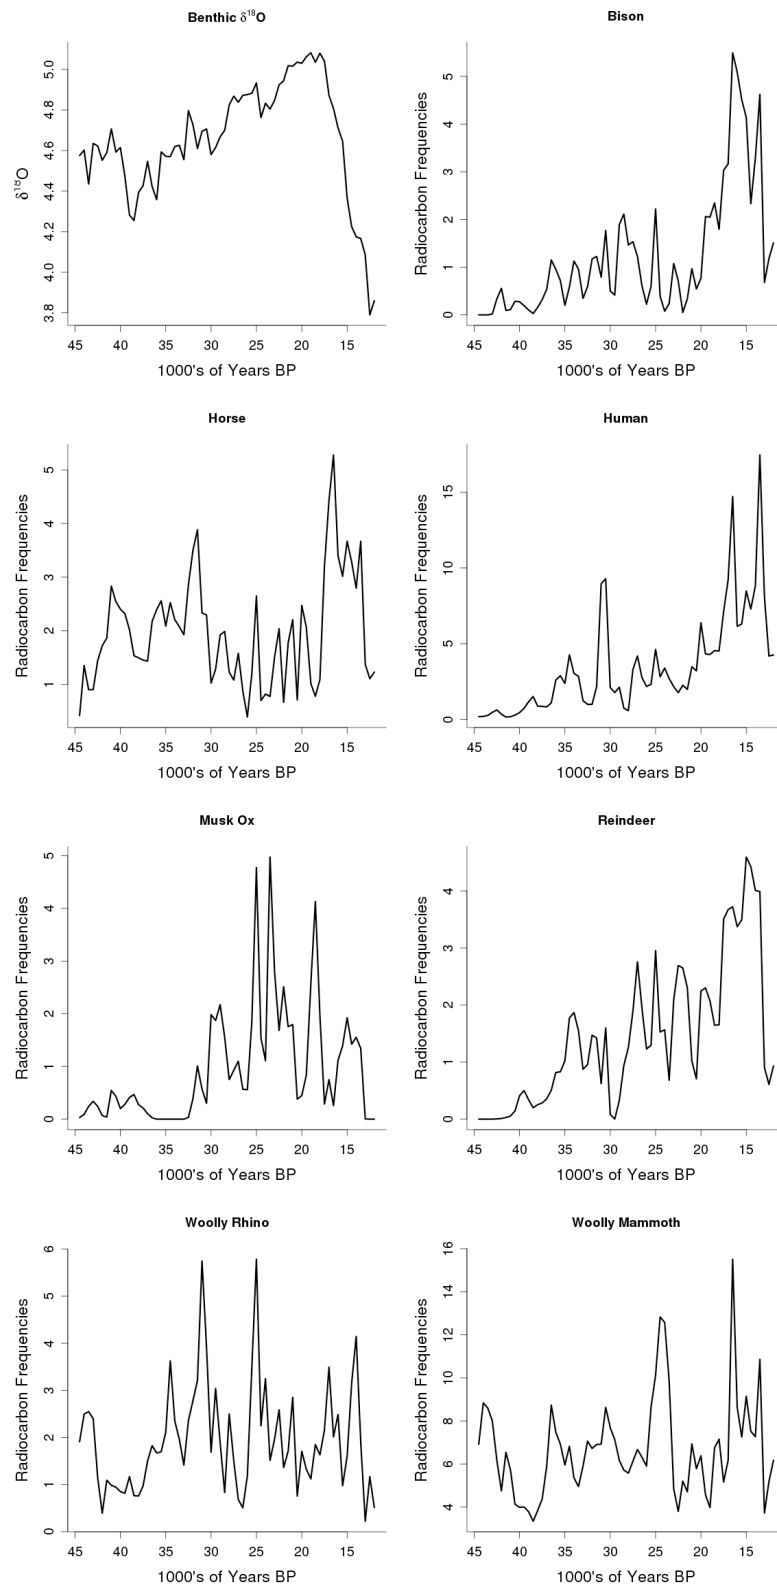 Benthic δ¹⁸O
δ¹⁸O
3.8 4.0 4.2 4.4 4.6 4.8 5.0
45 40 35 30 25 20 15
1000's of Years BP
Bison
Radiocarbon Frequencies
0 1 2 3 4 5
45 40 35 30 25 20 15
1000's of Years BP
Horse
Radiocarbon Frequencies
1 2 3 4 5
45 40 35 30 25 20 15
1000's of Years BP
Human
Radiocarbon Frequencies
0 5 10 15
45 40 35 30 25 20 15
1000's of Years BP
Musk Ox
Radiocarbon Frequencies
0 1 2 3 4 5
45 40 35 30 25 20 15
1000's of Years BP
Reindeer
Radiocarbon Frequencies
0 1 2 3 4
45 40 35 30 25 20 15
1000's of Years BP
Woolly Rhino
Radiocarbon Frequencies
0 1 2 3 4 5 6
45 40 35 30 25 20 15
1000's of Years BP
Woolly Mammoth
Radiocarbon Frequencies
4 6 8 10 12 14 16
45 40 35 30 25 20 15
1000's of Years BP